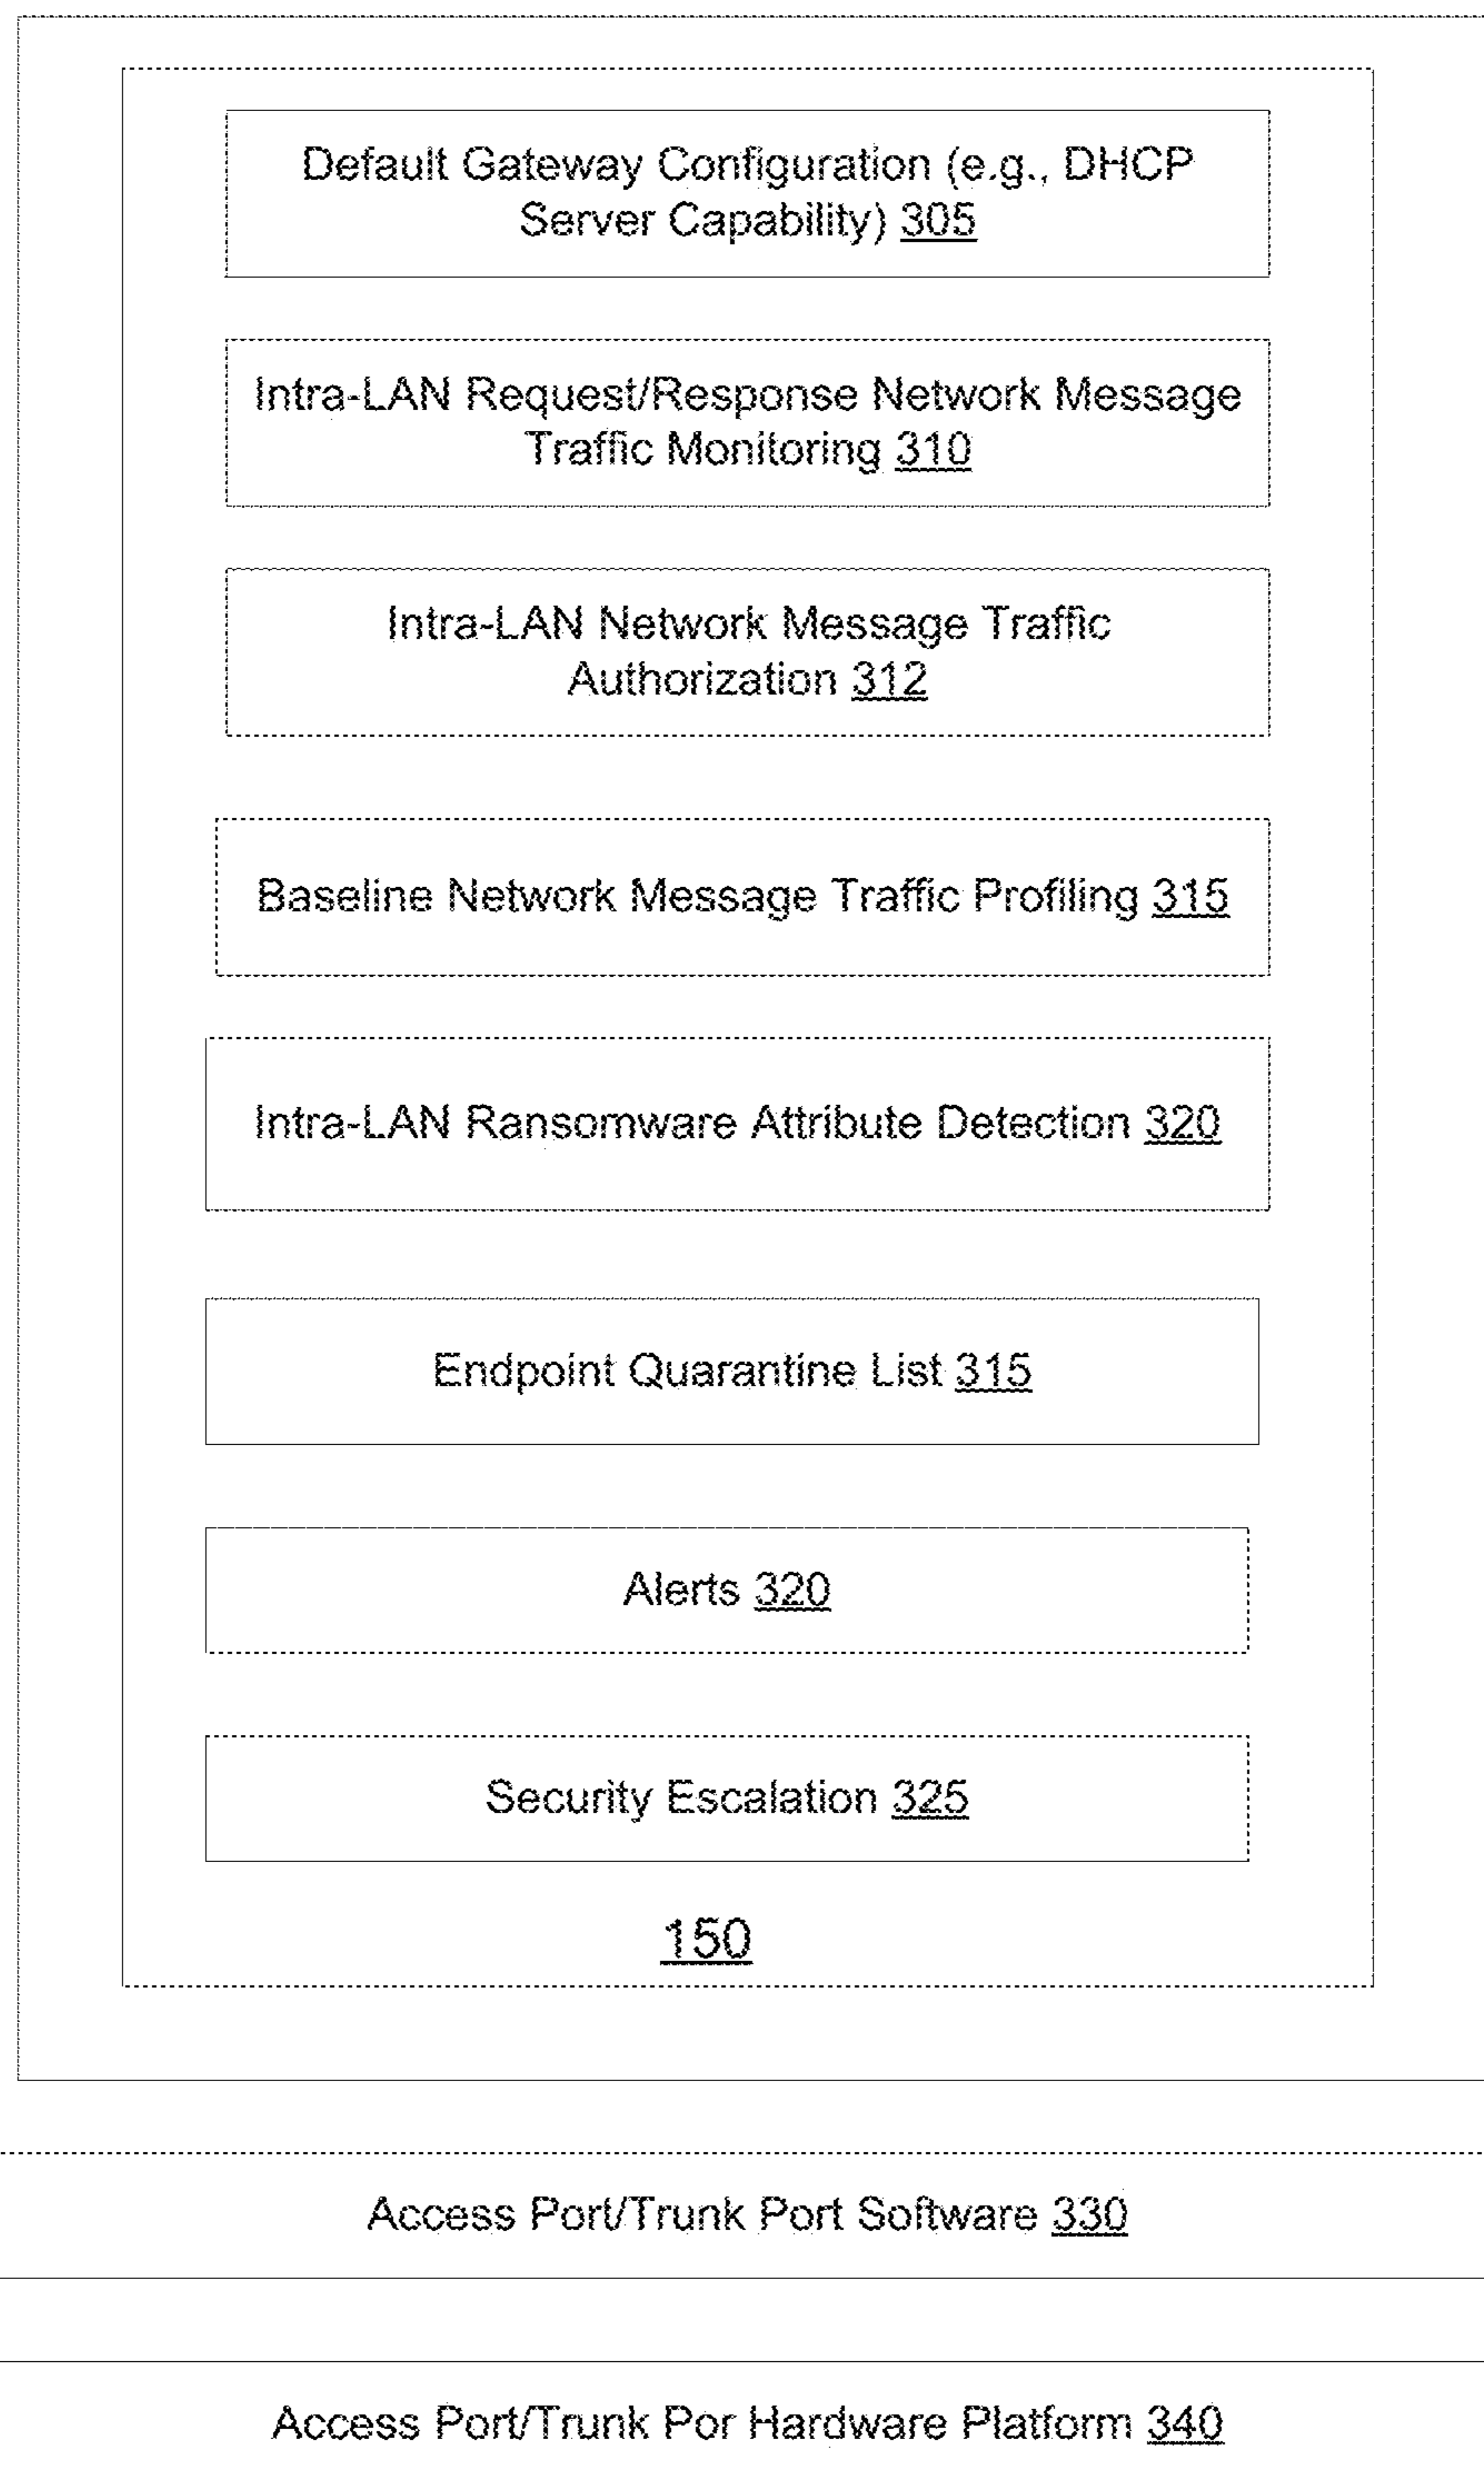 Default Gateway Configuration (e.g., DHCP
Server Capability) 305
Intra-LAN Request/Response Network Message
Traffic Monitoring 310
Intra-LAN Network Message Traffic
Authorization 312
Baseline Network Message Traffic Profiling 315
Intra-LAN Ransomware Attribute Detection 320
Endpoint Quarantine List 315
Alerts 320
Security Escalation 325
150
Access Port/Trunk Port Software 330
Access Port/Trunk Por Hardware Platform 340